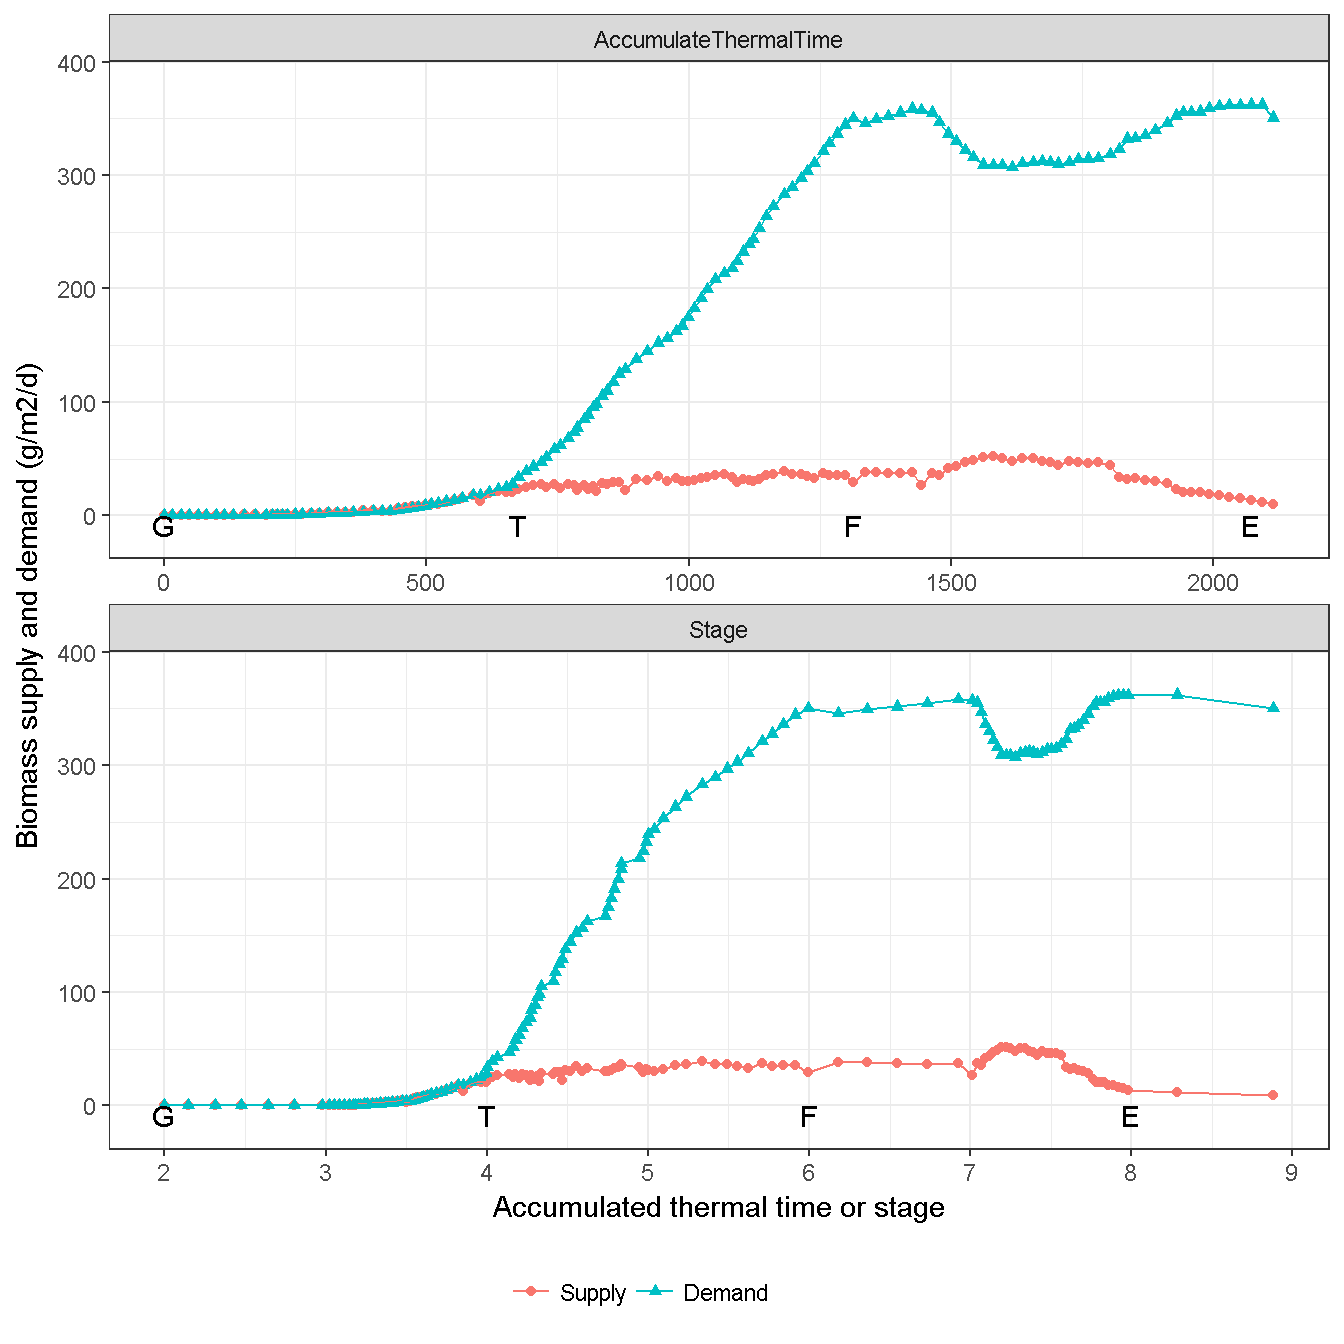 AccumulateThermalTime
400
300
200
100
0
G T F E
0 500 1000 1500 2000
Biomass supply and demand (g/m2/d)
Stage
400
300
200
100
0
G T F E
2 3 4 5 6 7 8 9
Accumulated thermal time or stage
Supply Demand